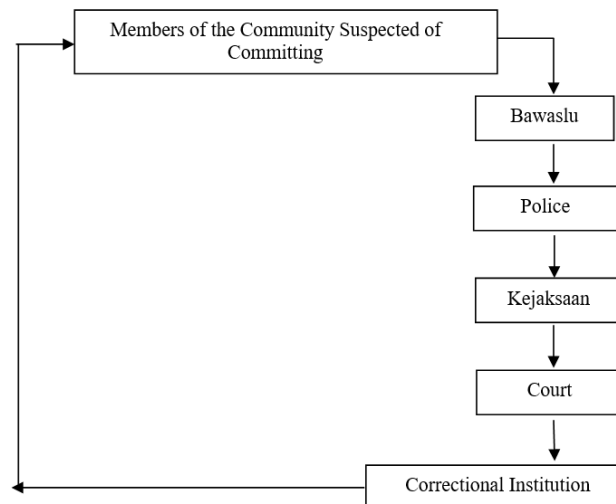 Members of the Community Suspected of
Committing
Bawaslu
Police
Kejaksaan
Court
Correctional Institution